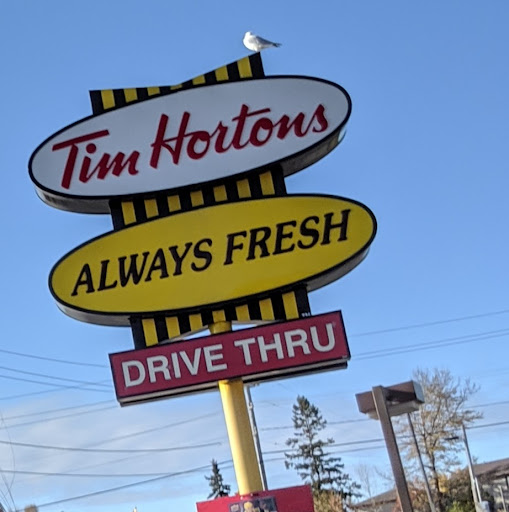 Tim Hortons
ALWAYS FRESH
DRIVE THRU